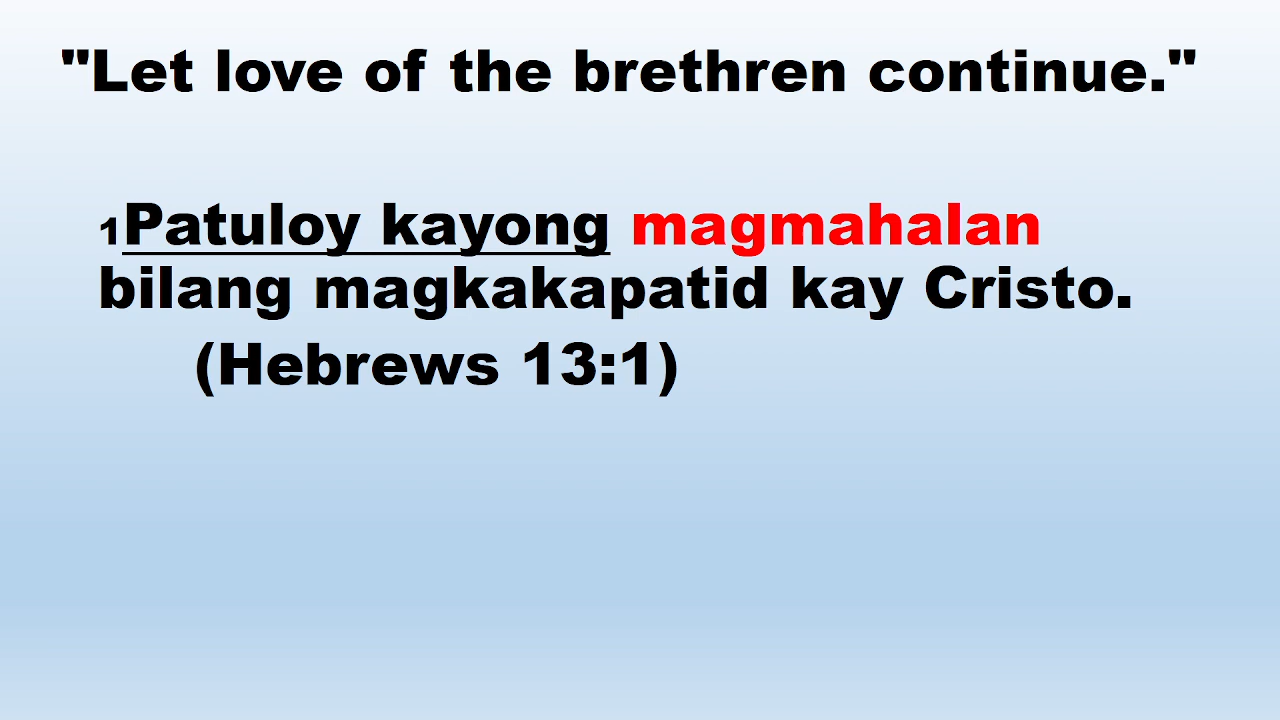 "Let love of the brethren continue."
1Patuloy kayong magmahalan
bilang magkakapatid kay Cristo.
(Hebrews 13:1)